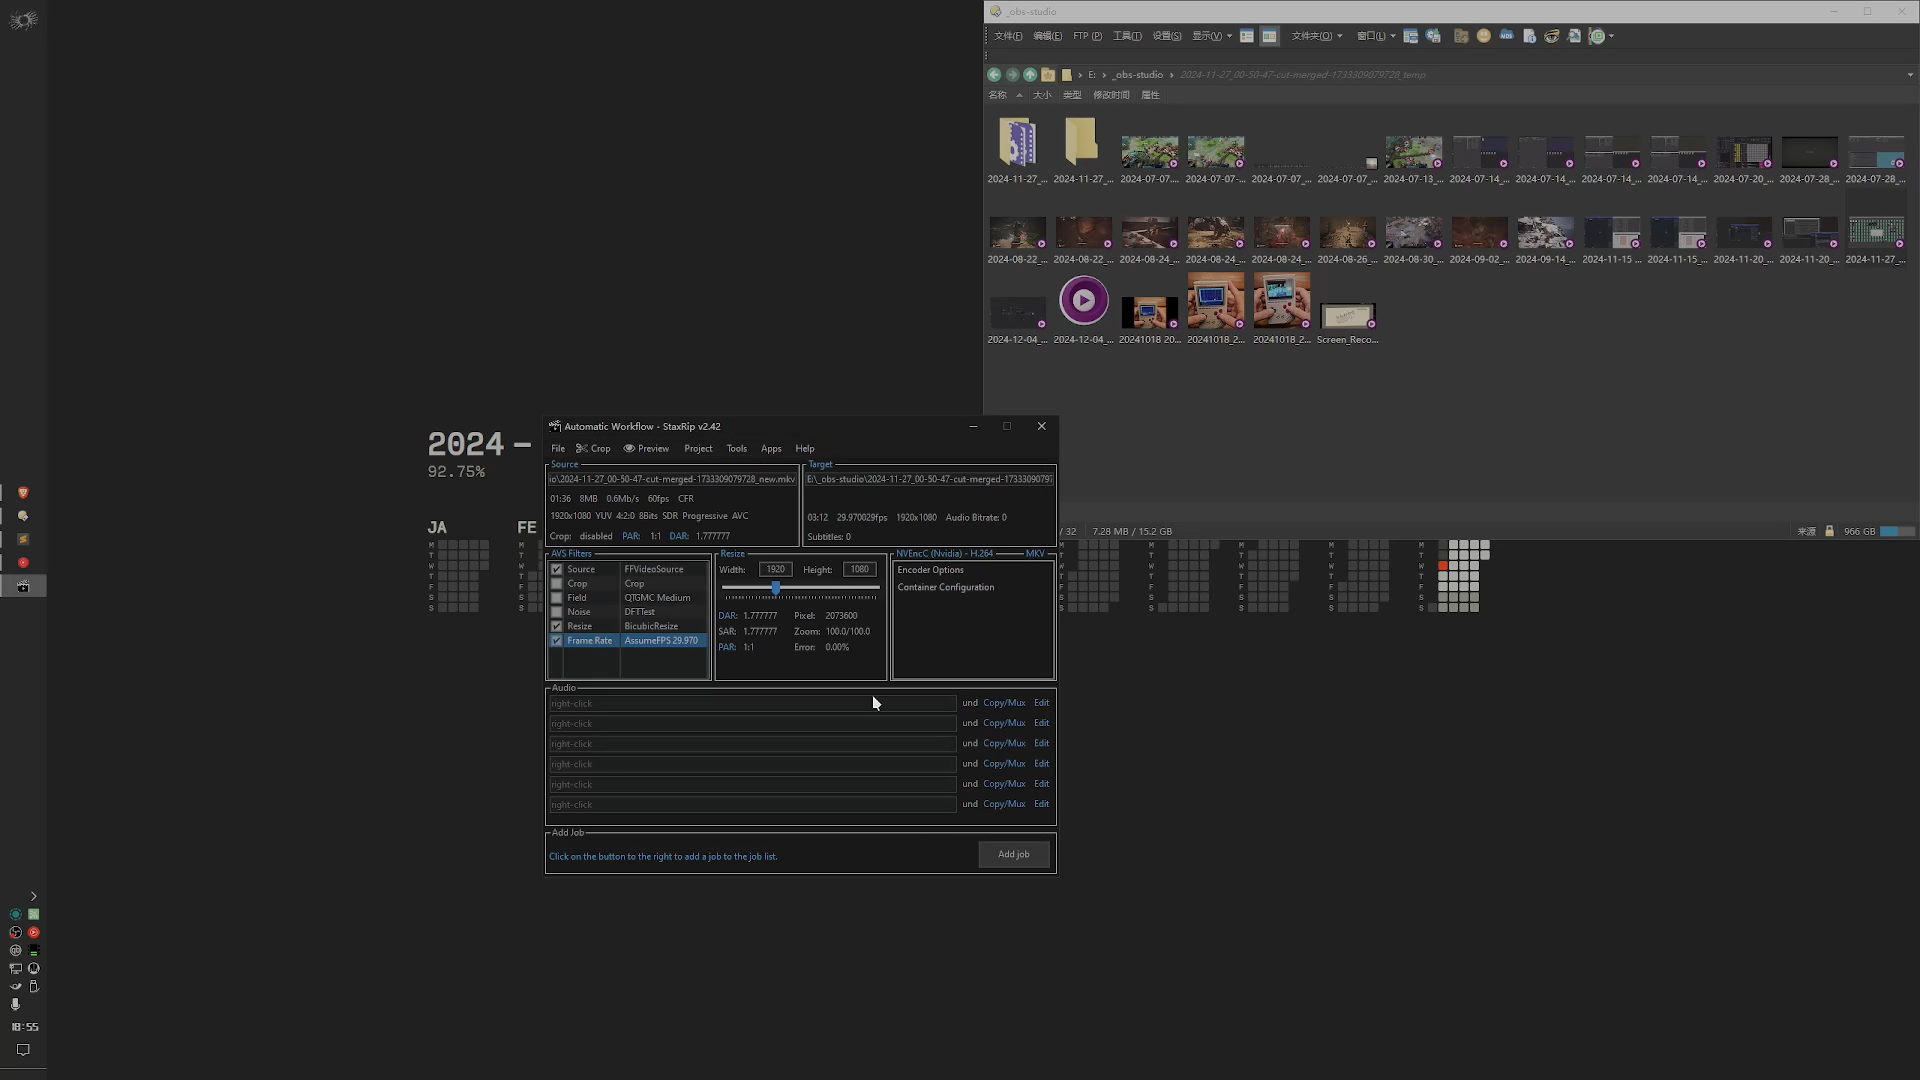 _obs-studio
文件(F) 编辑(E) FTP (P) 工具(T) 设置(S) 显示(V) 文件夹(O) 窗口(L)
E: _obs-studio 2024-11-27_00-50-47-cut-merged-1733309079728_temp
名称 大小 类型 修改时间 属性
2024-11-27_... 2024-11-27_... 2024-07-07... 2024-07-07-... 2024-07-07_... 2024-07-07_... 2024-07-13_... 2024-07-14_... 2024-07-14_... 2024-07-14_... 2024-07-14_... 2024-07-20_... 2024-07-28_... 2024-07-28_...
2024-08-22_... 2024-08-22_... 2024-08-24_... 2024-08-24_... 2024-08-24_... 2024-08-26_... 2024-08-30_... 2024-09-02_... 2024-09-14_... 2024-11-15 ... 2024-11-15_... 2024-11-20_... 2024-11-20_... 2024-11-27_...
2024-12-04_... 2024-12-04_... 20241018 20... 20241018_2... 20241018_2... Screen_Reco...
/ 32 7.28 MB / 15.2 GB 来源 966 GB
2024-
92.75%
JA FE
M
T
W
T
F
S
S
Automatic Workflow - StaxRip v2.42
File Crop Preview Project Tools Apps Help
Source
io\2024-11-27_00-50-47-cut-merged-1733309079728_new.mkv
01:36 8MB 0.6Mb/s 60fps CFR
1920x1080 YUV 4:2:0 8Bits SDR Progressive AVC
Crop: disabled PAR: 1:1 DAR: 1.777777
Target
E:\_obs-studio\2024-11-27_00-50-47-cut-merged-17333090797
03:12 29.970029fps 1920x1080 Audio Bitrate: 0
Subtitles: 0
AVS Filters
Source FFVideoSource
Crop Crop
Field QTGMC Medium
Noise DFTTest
Resize BicubicResize
Frame Rate AssumeFPS 29.970
Resize
Width: 1920 Height: 1080
DAR: 1.777777 Pixel: 2073600
SAR: 1.777777 Zoom: 100.0/100.0
PAR: 1:1 Error: 0.00%
NVEncC (Nvidia) - H.264 MKV
Encoder Options
Container Configuration
Audio
right-click und Copy/Mux Edit
right-click und Copy/Mux Edit
right-click und Copy/Mux Edit
right-click und Copy/Mux Edit
right-click und Copy/Mux Edit
right-click und Copy/Mux Edit
Add Job
Click on the button to the right to add a job to the job list.
Add job
18:55